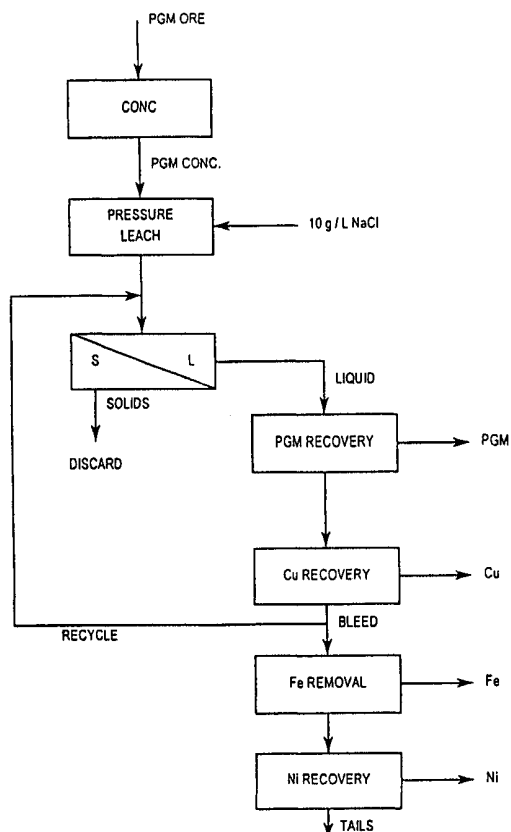 PGM ORE
CONC
PGM CONC.
PRESSURE
LEACH
10 g / L NaCl
S L
LIQUID
SOLIDS
DISCARD
PGM RECOVERY
PGM
Cu RECOVERY
Cu
RECYCLE
BLEED
Fe REMOVAL
Fe
Ni RECOVERY
Ni
TAILS